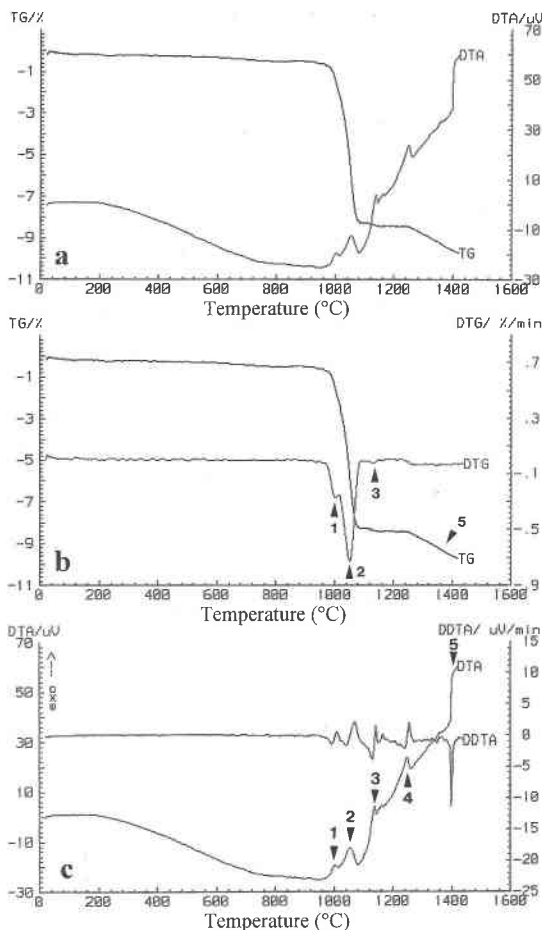 TG/% DTA/uV
70
-1 50
-3
30
-5
10
-7
-10
-9
-11 -30
DTA
TG
a
0 200 400 600 800 1000 1200 1400 1600
Temperature (°C)
TG/% DTG/ %/min
-1 .7
-3 .3
-5 -.1
-7
.5
-9
-11 .9
DTG
TG
1
2
3
5
b
0 200 400 600 800 1000 1200 1400 1600
Temperature (°C)
DTA/uV DDTA/ uV/min
70 15
50 10
5
30 0
-5
10
-10
-10 -15
-20
-30 -25
<-- exo
DTA
DDTA
1
2
3
4
5
c
0 200 400 600 800 1000 1200 1400 1600
Temperature (°C)